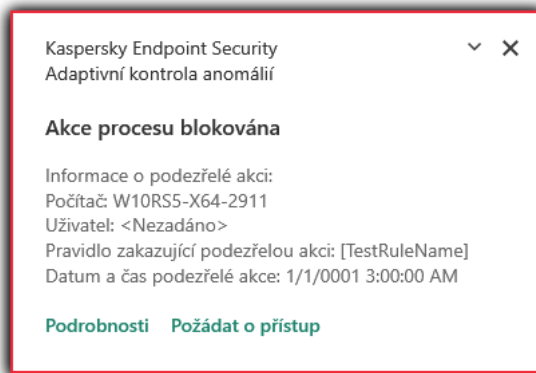 Kaspersky Endpoint Security
Adaptivní kontrola anomálií
Akce procesu blokována
Informace o podezřelé akci:
Počítač: W10RS5-X64-2911
Uživatel: <Nezadáno>
Pravidlo zakazující podezřelou akci: [TestRuleName]
Datum a čas podezřelé akce: 1/1/0001 3:00:00 AM
Podrobnosti Požádat o přístup